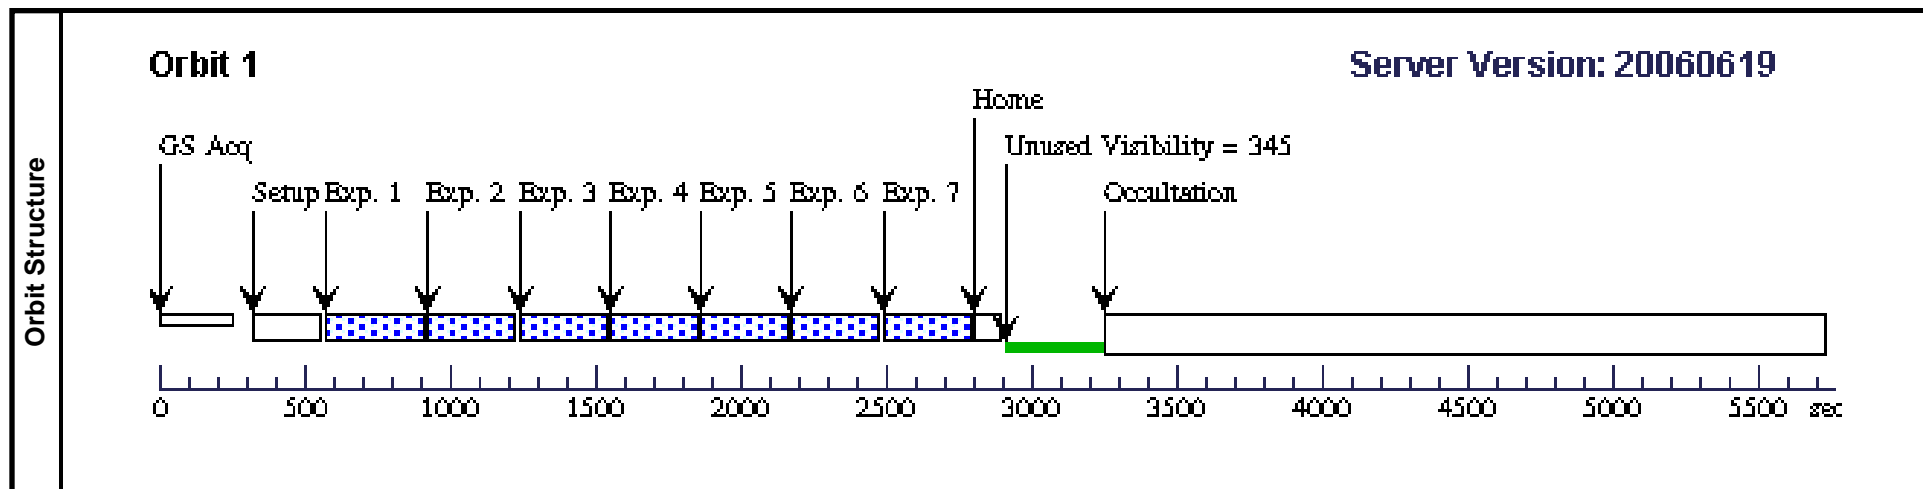 Orbit Structure
Orbit 1
Server Version: 20060619
Home
GS Acq
Unused Visibility = 345
Setup Exp. 1 Exp. 2 Exp. 3 Exp. 4 Exp. 5 Exp. 6 Exp. 7 Occultation
0 500 1000 1500 2000 2500 3000 3500 4000 4500 5000 5500 sec